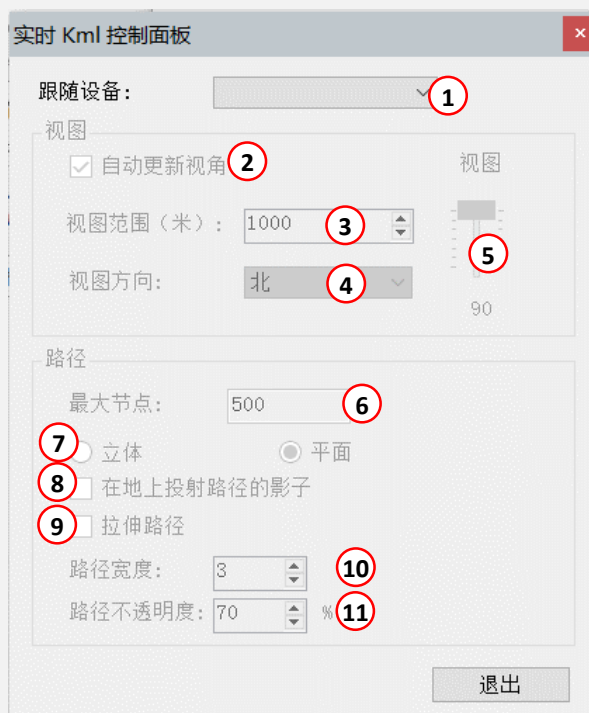 实时 Kml 控制面板 ×
跟随设备： 1
视图
自动更新视角 2 视图
视图范围（米）： 1000 3
5
视图方向： 北 4
90
路径
最大节点： 500 6
7 立体 平面
8 在地上投射路径的影子
9 拉伸路径
路径宽度： 3 10
路径不透明度： 70 % 11
退出